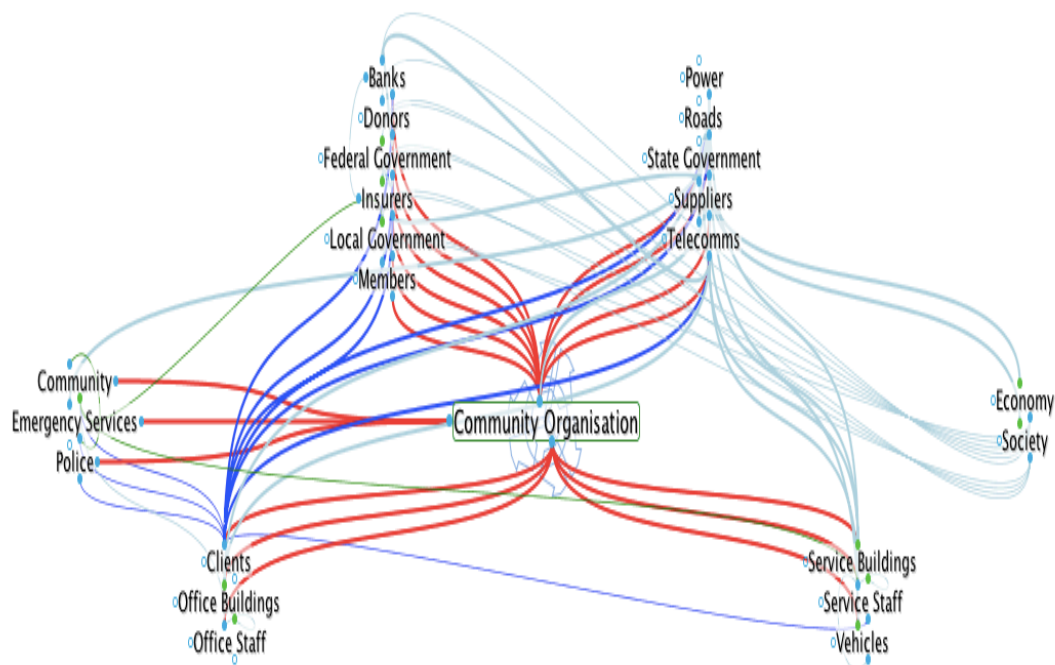 Banks
Donors
Federal Government
Insurers
Local Government
Members
Power
Roads
State Government
Suppliers
Telecomms
Community
Emergency Services
Police
Community Organisation
Economy
Society
Clients
Office Buildings
Office Staff
Service Buildings
Service Staff
Vehicles